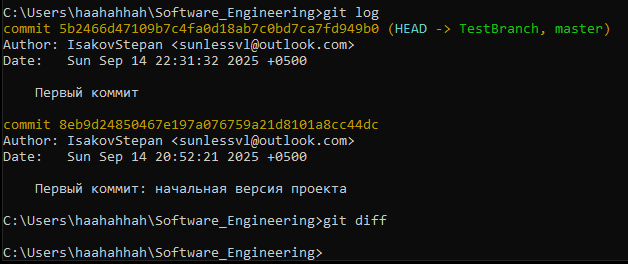 C:\Users\haahahhah\Software_Engineering>git log
commit 5b2466d47109b7c4fa0d18ab7c0bd7ca7fd949b0 (HEAD -> TestBranch, master)
Author: IsakovStepan <sunlessvl@outlook.com>
Date:   Sun Sep 14 22:31:32 2025 +0500
    Первый коммит
commit 8eb9d24850467e197a076759a21d8101a8cc44dc
Author: IsakovStepan <sunlessvl@outlook.com>
Date:   Sun Sep 14 20:52:21 2025 +0500
    Первый коммит: начальная версия проекта
C:\Users\haahahhah\Software_Engineering>git diff
C:\Users\haahahhah\Software_Engineering>